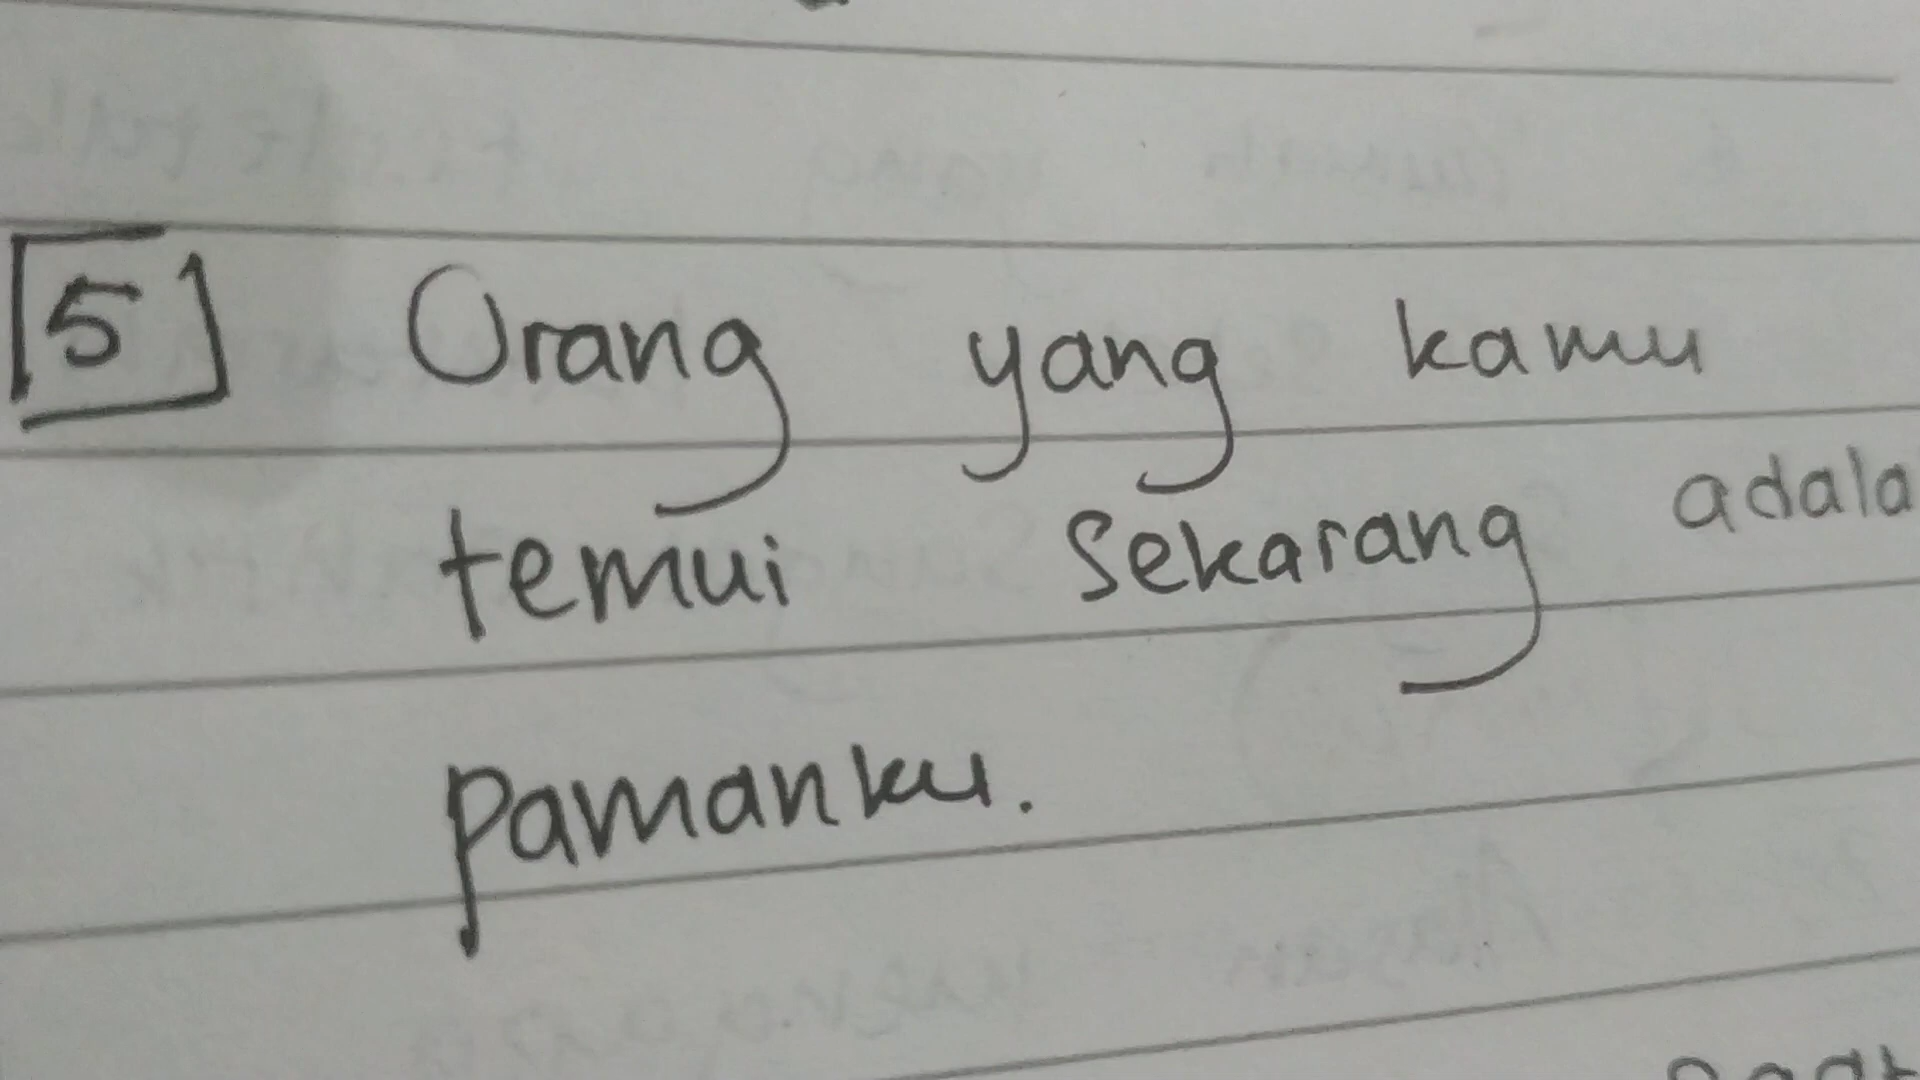 [5] Orang yang kamu
temui sekarang adala
pamanku.